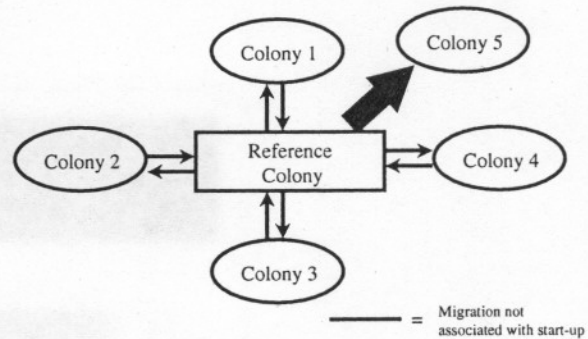 Colony 1
Colony 5
Colony 2
Reference
Colony
Colony 4
Colony 3
= Migration not
associated with start-up